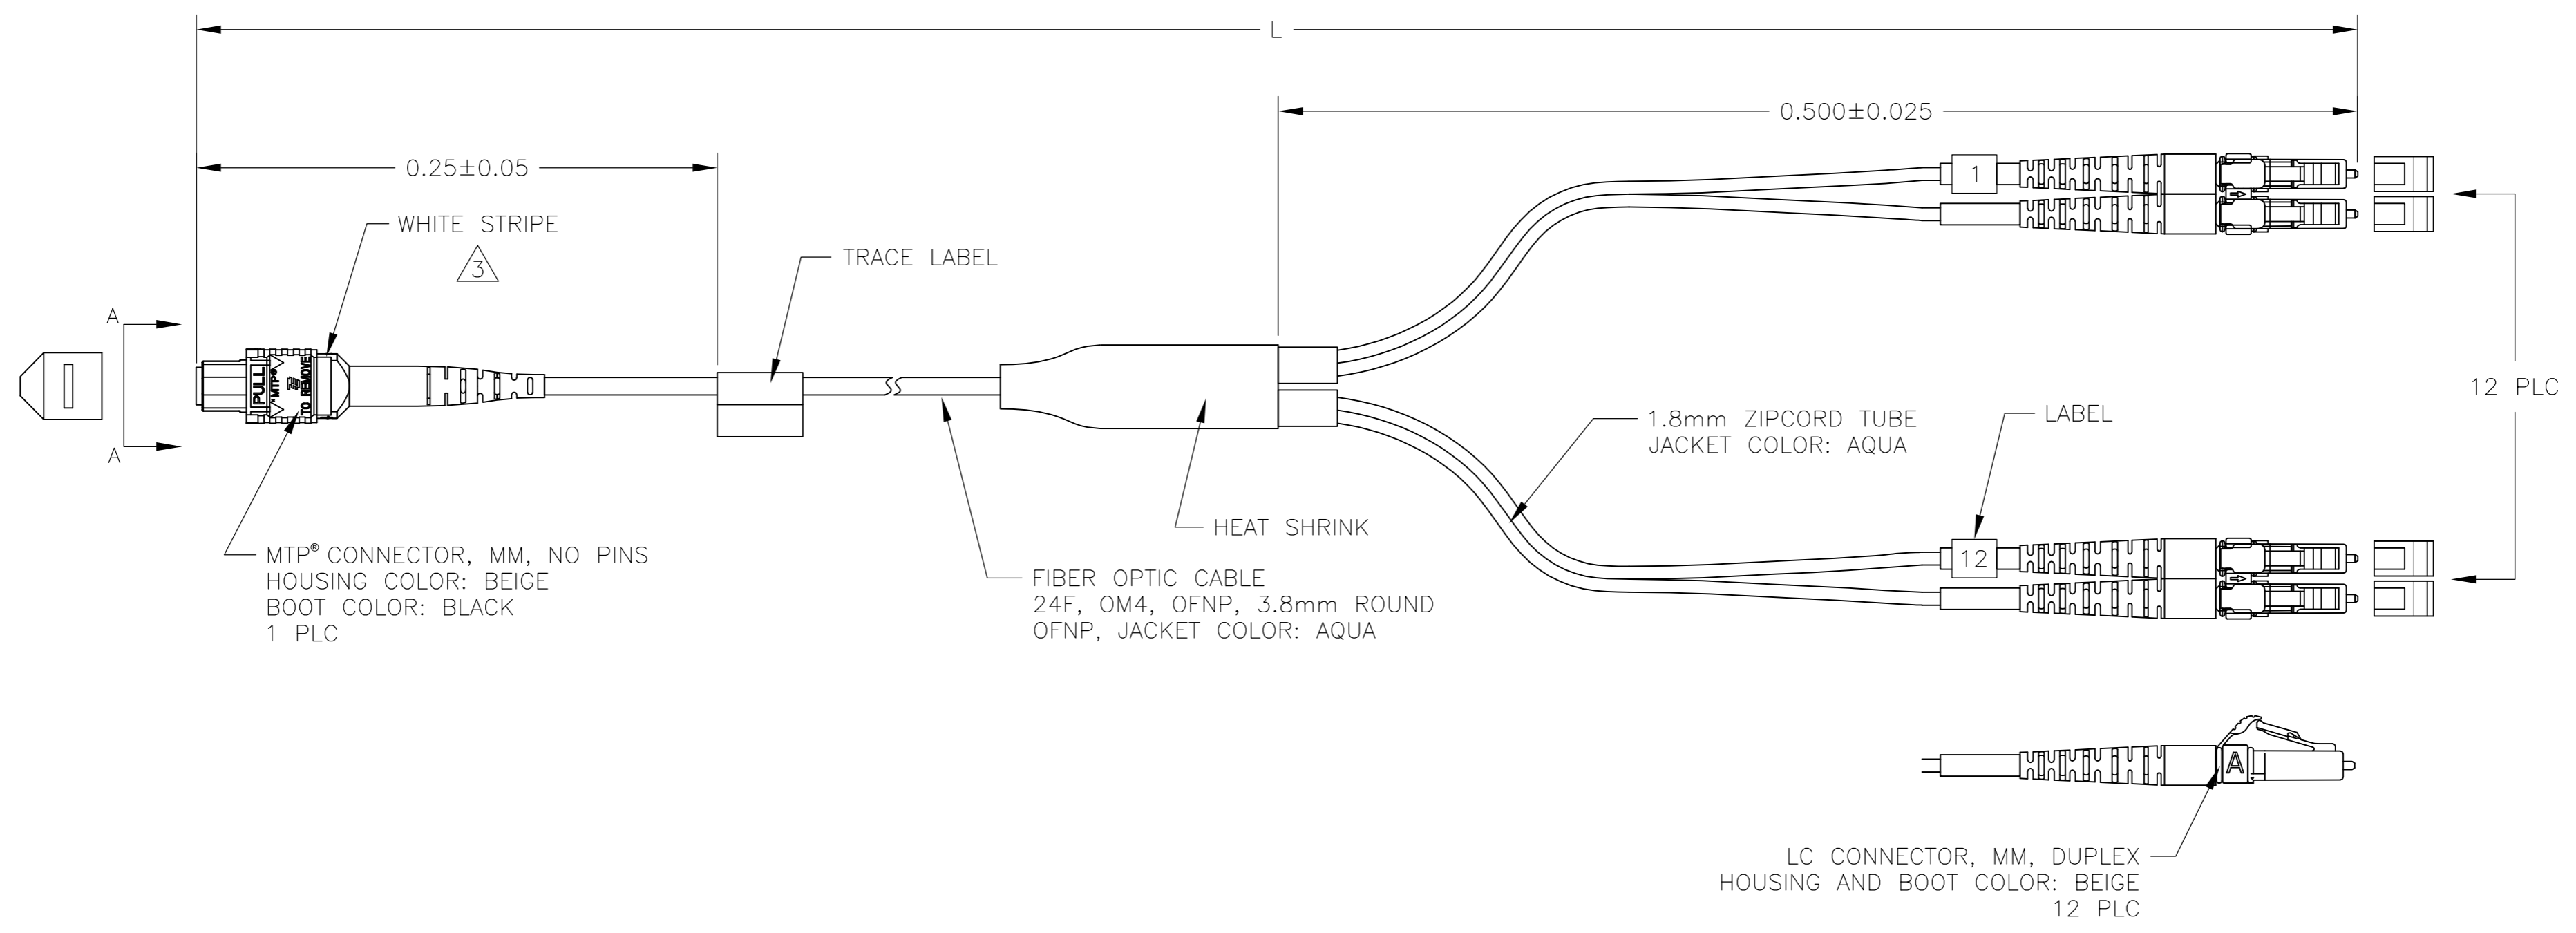 L
0.500±0.025
0.25±0.05
1
WHITE STRIPE
3
TRACE LABEL
A
A
PULL
MTP®
TO REMOVE
12 PLC
1.8mm ZIPCORD TUBE
JACKET COLOR: AQUA
LABEL
HEAT SHRINK
12
MTP® CONNECTOR, MM, NO PINS
HOUSING COLOR: BEIGE
BOOT COLOR: BLACK
1 PLC
FIBER OPTIC CABLE
24F, OM4, OFNP, 3.8mm ROUND
OFNP, JACKET COLOR: AQUA
A
LC CONNECTOR, MM, DUPLEX
HOUSING AND BOOT COLOR: BEIGE
12 PLC